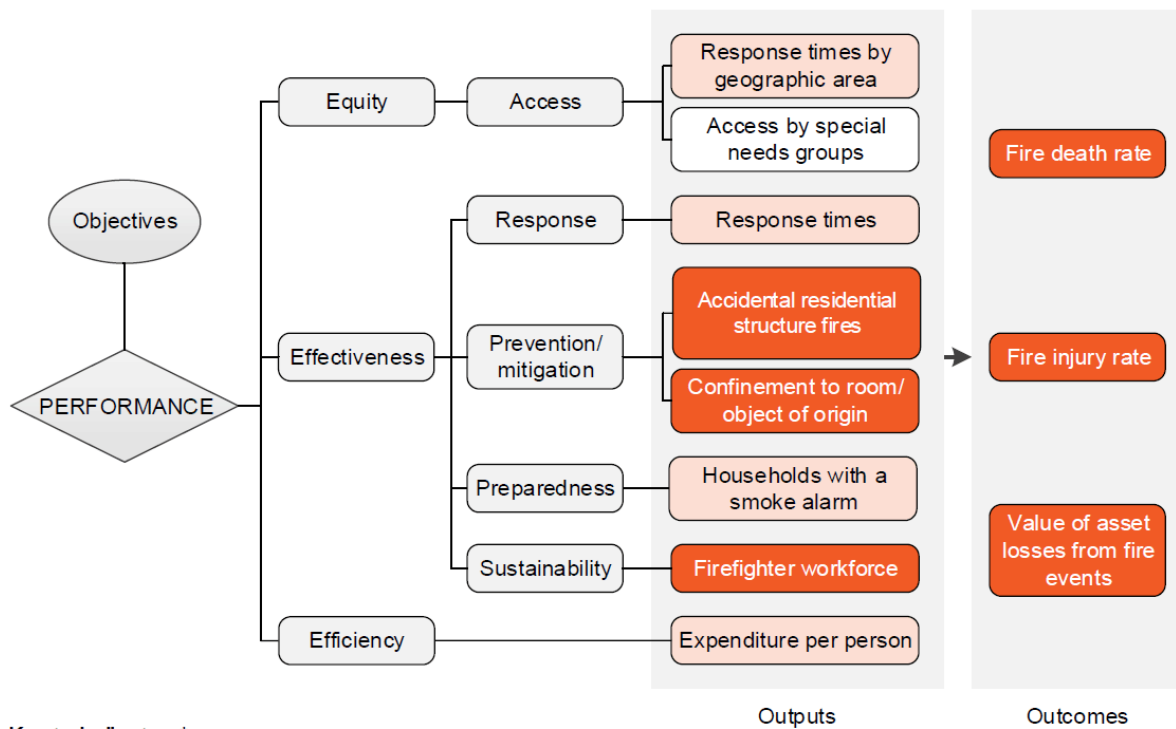 Response times by
geographic area
Equity
Access
Access by special
needs groups
Fire death rate
Objectives
Response
Response times
Accidental residential
structure fires
Effectiveness
Prevention/
mitigation
Fire injury rate
Confinement to room/
object of origin
PERFORMANCE
Preparedness
Households with a
smoke alarm
Value of asset
losses from fire
events
Sustainability
Firefighter workforce
Efficiency
Expenditure per person
Outputs
Outcomes